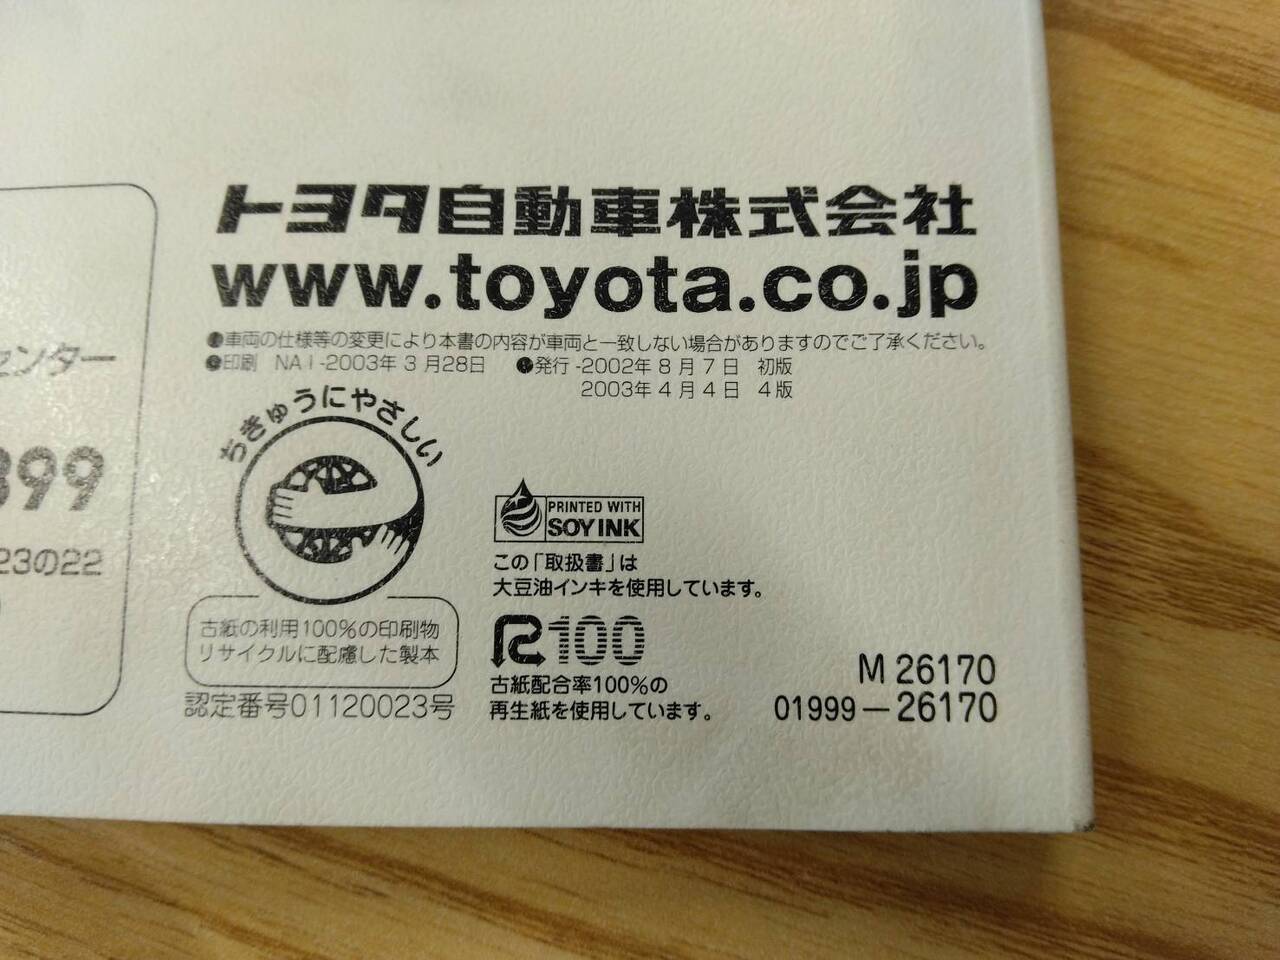 トヨタ自動車株式会社
www.toyota.co.jp
●車両の仕様等の変更により本書の内容が車両と一致しない場合がありますのでご了承ください。
●印刷 NAI-2003年3月28日 ●発行-2002年8月7日 初版
2003年4月4日 4版
センター
899
23の22
ちきゅうにやさしい
古紙の利用100%の印刷物
リサイクルに配慮した製本
認定番号01120023号
PRINTED WITH
SOY INK
この「取扱書」は
大豆油インキを使用しています。
R100
古紙配合率100%の
再生紙を使用しています。
M 26170
01999-26170